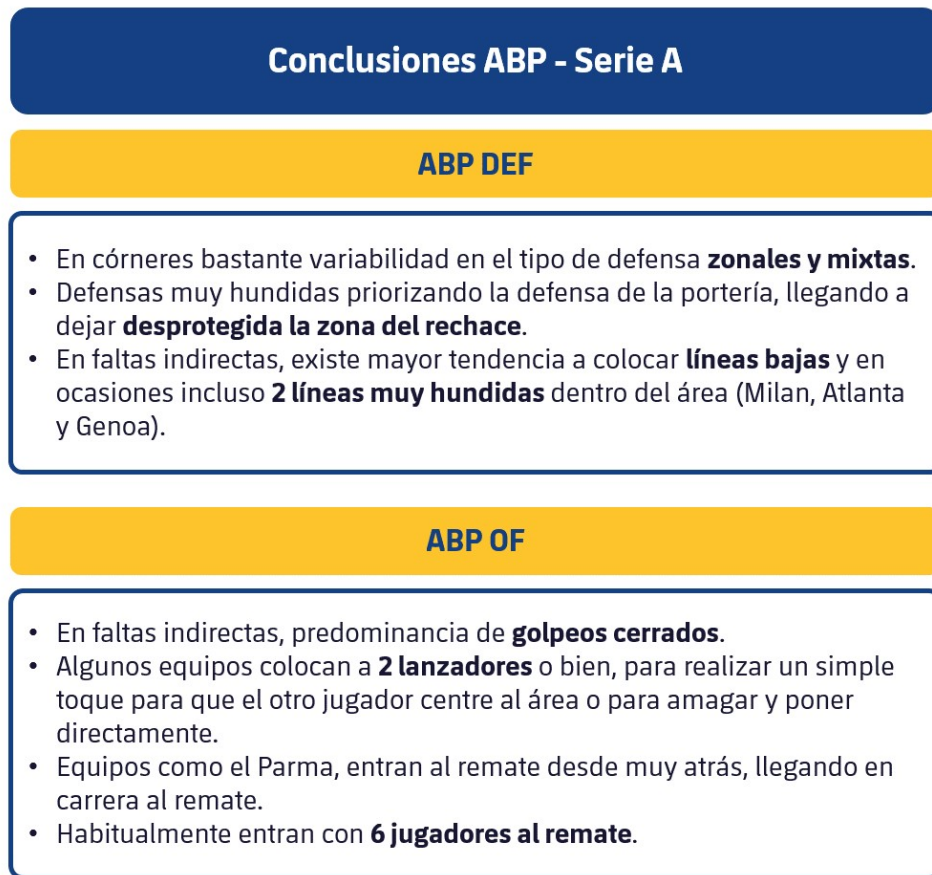 Conclusiones ABP - Serie A
ABP DEF
• En córneres bastante variabilidad en el tipo de defensa zonales y mixtas.
• Defensas muy hundidas priorizando la defensa de la portería, llegando a
dejar desprotegida la zona del rechace.
• En faltas indirectas, existe mayor tendencia a colocar líneas bajas y en
ocasiones incluso 2 líneas muy hundidas dentro del área (Milan, Atlanta
y Genoa).
ABP OF
• En faltas indirectas, predominancia de golpeos cerrados.
• Algunos equipos colocan a 2 lanzadores o bien, para realizar un simple
toque para que el otro jugador centre al área o para amagar y poner
directamente.
• Equipos como el Parma, entran al remate desde muy atrás, llegando en
carrera al remate.
• Habitualmente entran con 6 jugadores al remate.